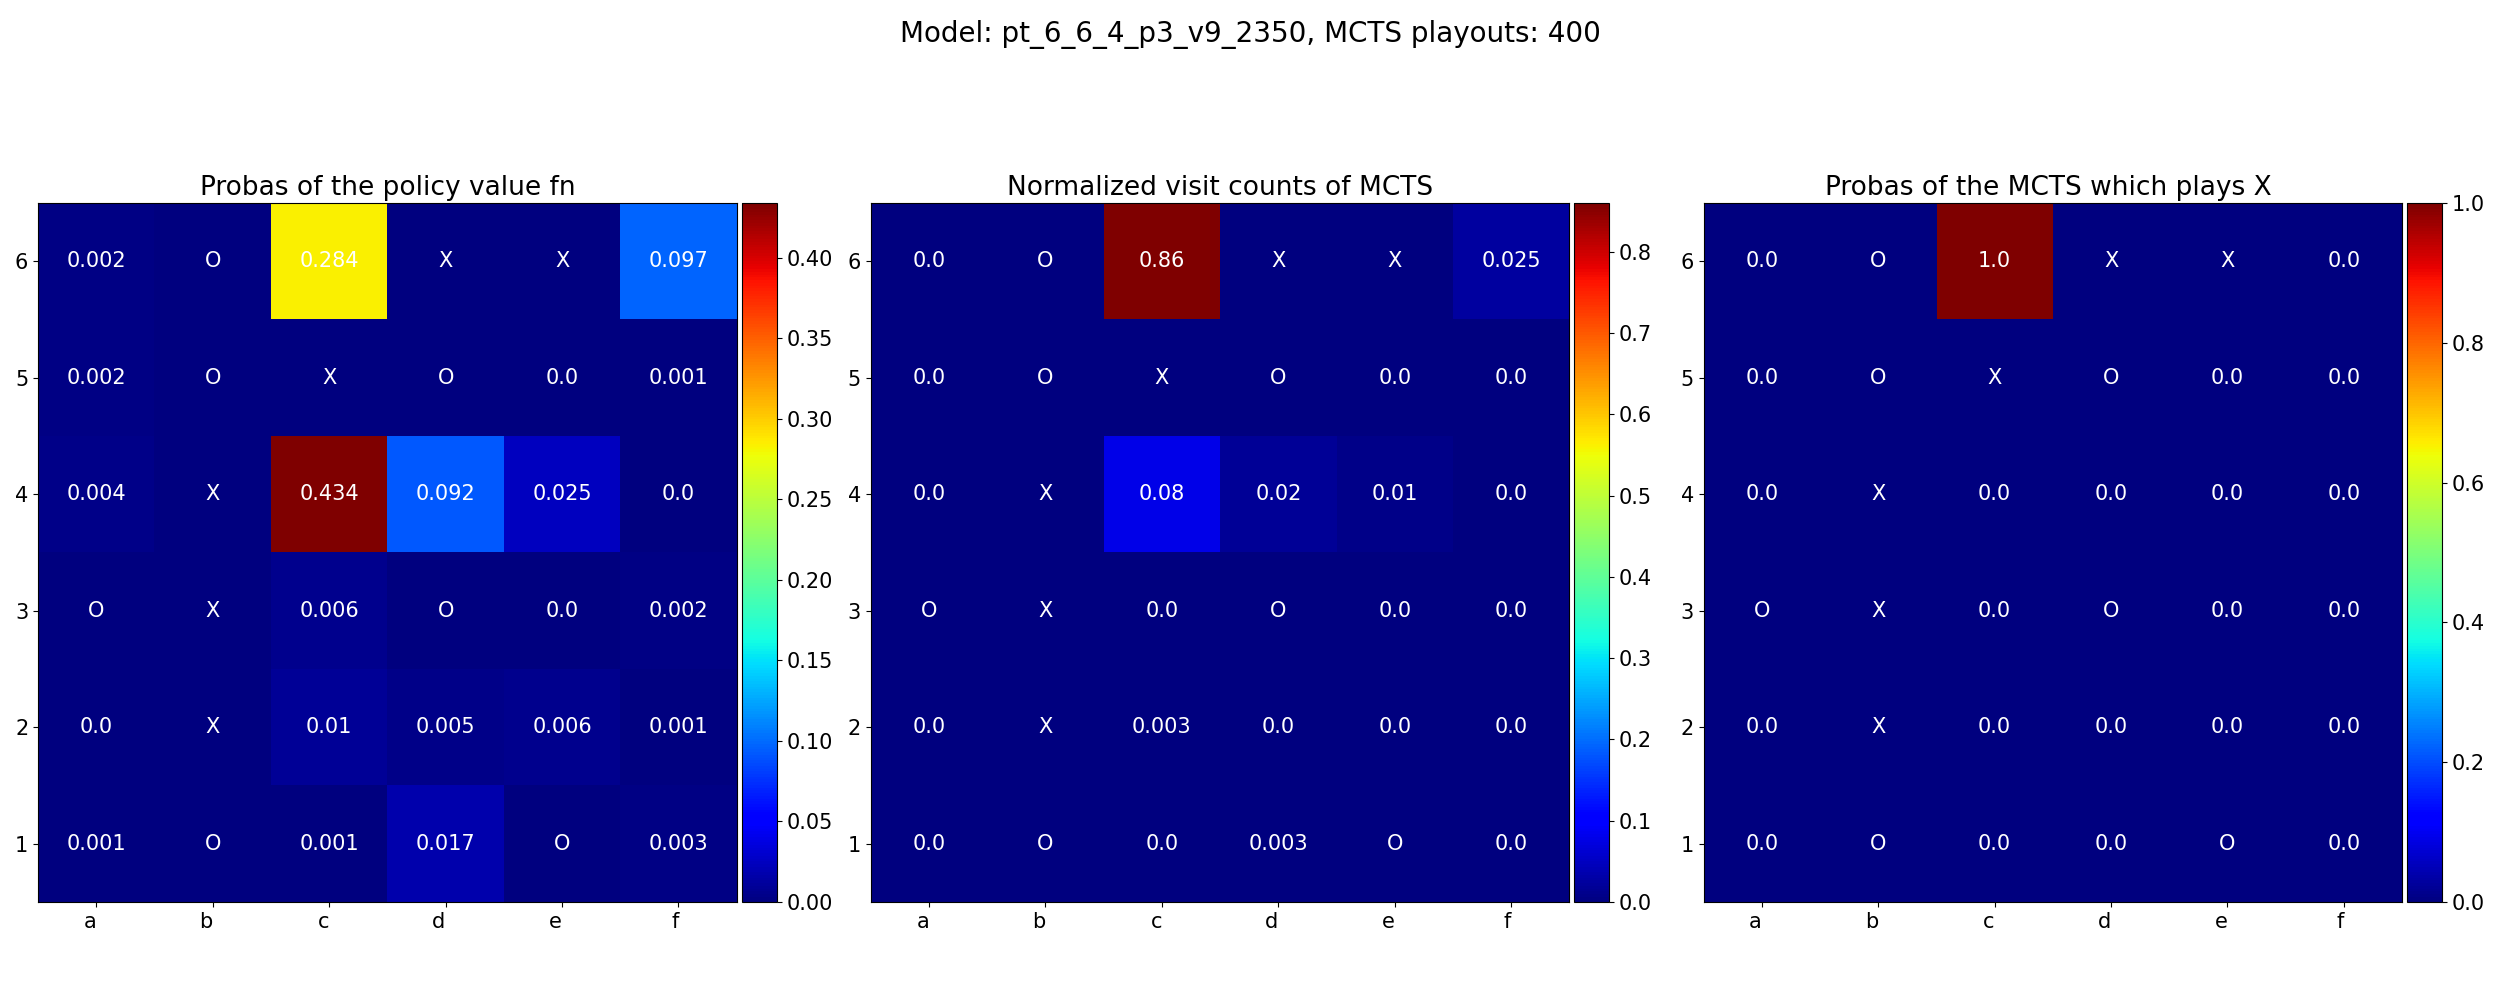 Model: pt_6_6_4_p3_v9_2350, MCTS playouts: 400
Probas of the policy value fn
6 0.002 O 0.284 X X 0.097
5 0.002 O X O 0.0 0.001
4 0.004 X 0.434 0.092 0.025 0.0
3 O X 0.006 O 0.0 0.002
2 0.0 X 0.01 0.005 0.006 0.001
1 0.001 O 0.001 0.017 O 0.003
a b c d e f
0.40
0.35
0.30
0.25
0.20
0.15
0.10
0.05
0.00
Normalized visit counts of MCTS
6 0.0 O 0.86 X X 0.025
5 0.0 O X O 0.0 0.0
4 0.0 X 0.08 0.02 0.01 0.0
3 O X 0.0 O 0.0 0.0
2 0.0 X 0.003 0.0 0.0 0.0
1 0.0 O 0.0 0.003 O 0.0
a b c d e f
0.8
0.7
0.6
0.5
0.4
0.3
0.2
0.1
0.0
Probas of the MCTS which plays X
6 0.0 O 1.0 X X 0.0
5 0.0 O X O 0.0 0.0
4 0.0 X 0.0 0.0 0.0 0.0
3 O X 0.0 O 0.0 0.0
2 0.0 X 0.0 0.0 0.0 0.0
1 0.0 O 0.0 0.0 O 0.0
a b c d e f
1.0
0.8
0.6
0.4
0.2
0.0